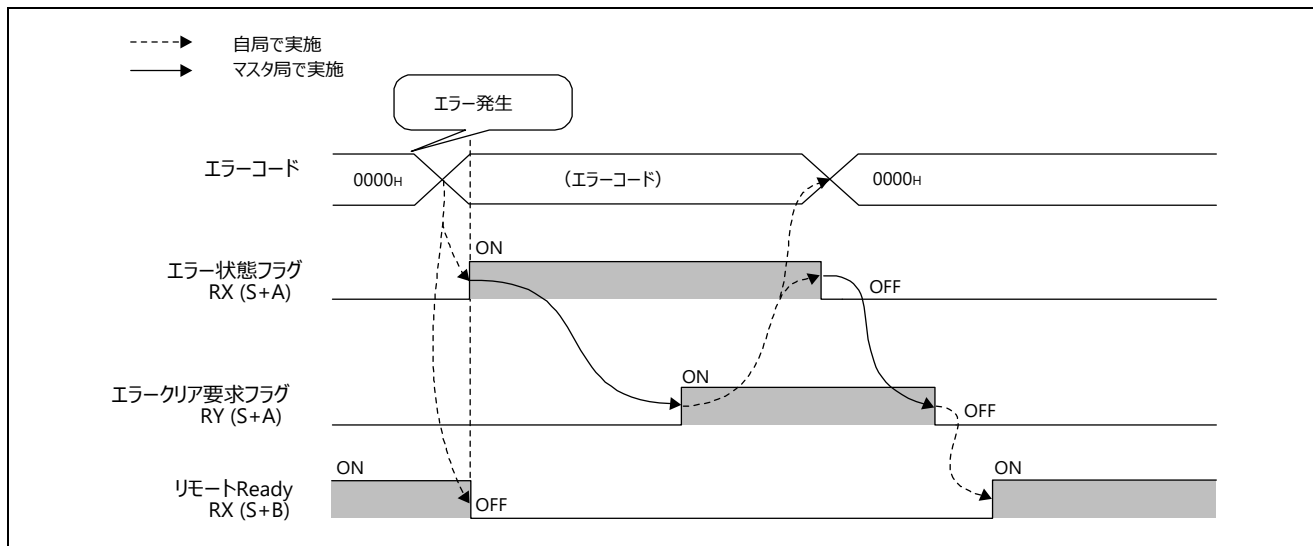 自局で実施
マスタ局で実施
エラー発生
エラーコード
0000H
（エラーコード）
0000H
ON
エラー状態フラグ
RX (S+A)
OFF
ON
エラークリア要求フラグ
RY (S+A)
OFF
ON
ON
リモートReady
RX (S+B)
OFF